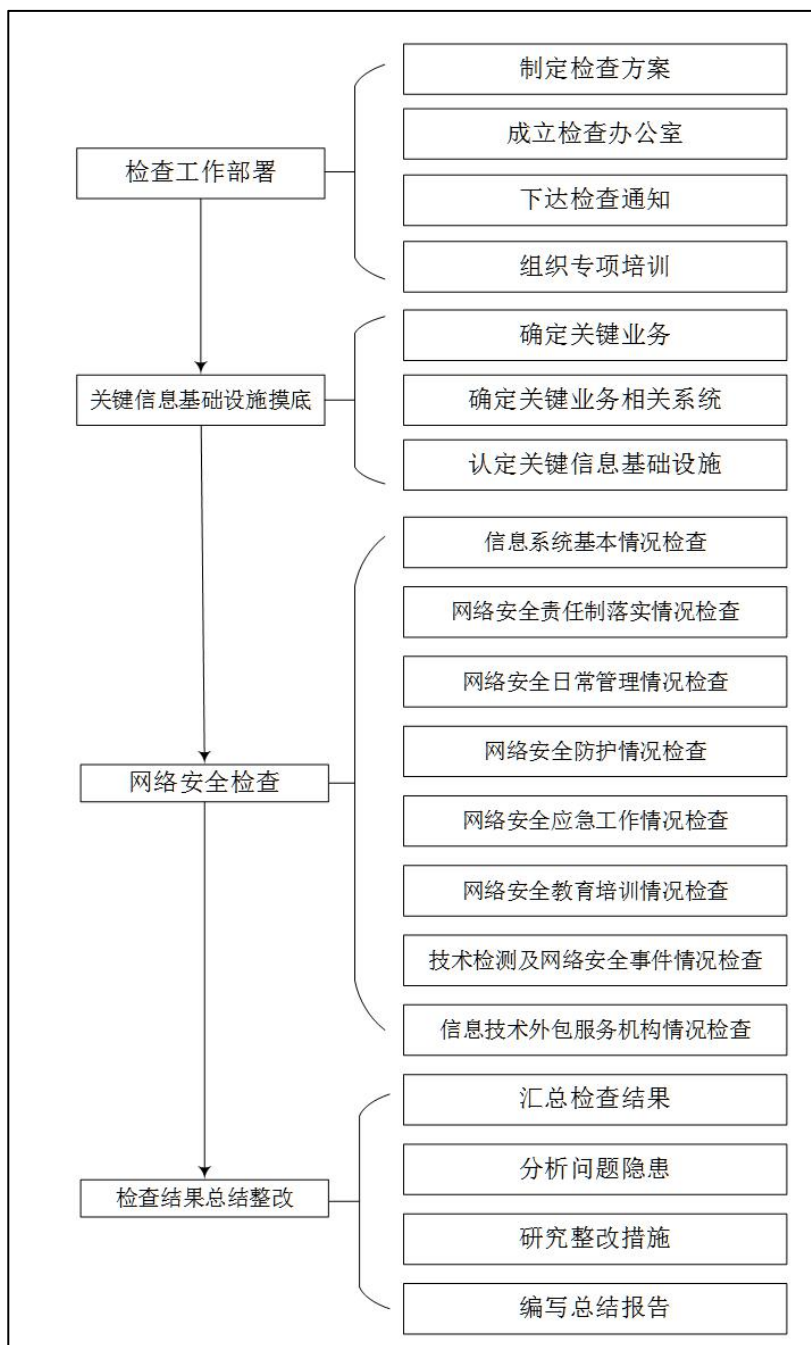 检查工作部署
制定检查方案
成立检查办公室
下达检查通知
组织专项培训
关键信息基础设施摸底
确定关键业务
确定关键业务相关系统
认定关键信息基础设施
网络安全检查
信息系统基本情况检查
网络安全责任制落实情况检查
网络安全日常管理情况检查
网络安全防护情况检查
网络安全应急工作情况检查
网络安全教育培训情况检查
技术检测及网络安全事件情况检查
信息技术外包服务机构情况检查
检查结果总结整改
汇总检查结果
分析问题隐患
研究整改措施
编写总结报告